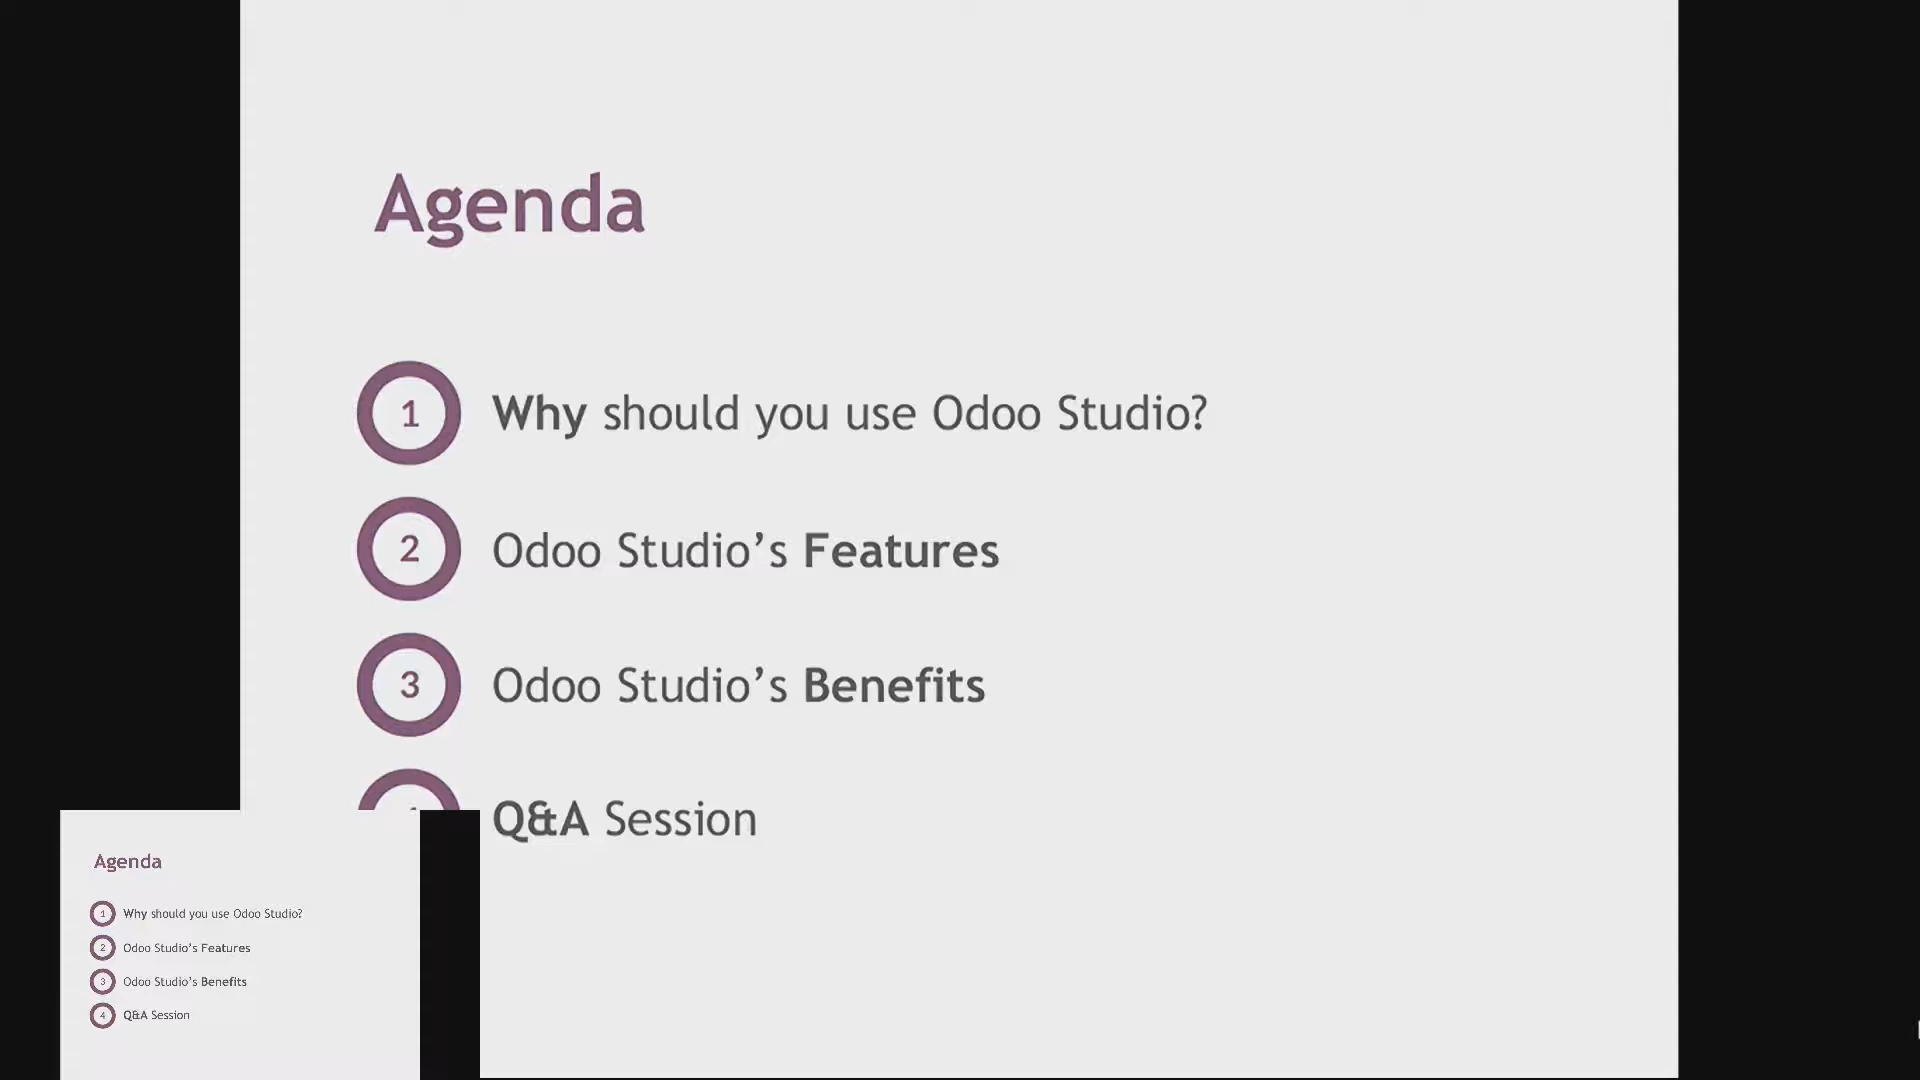 Agenda
1 Why should you use Odoo Studio?
2 Odoo Studio’s Features
3 Odoo Studio’s Benefits
Q&A Session
Agenda
1 Why should you use Odoo Studio?
2 Odoo Studio’s Features
3 Odoo Studio’s Benefits
4 Q&A Session